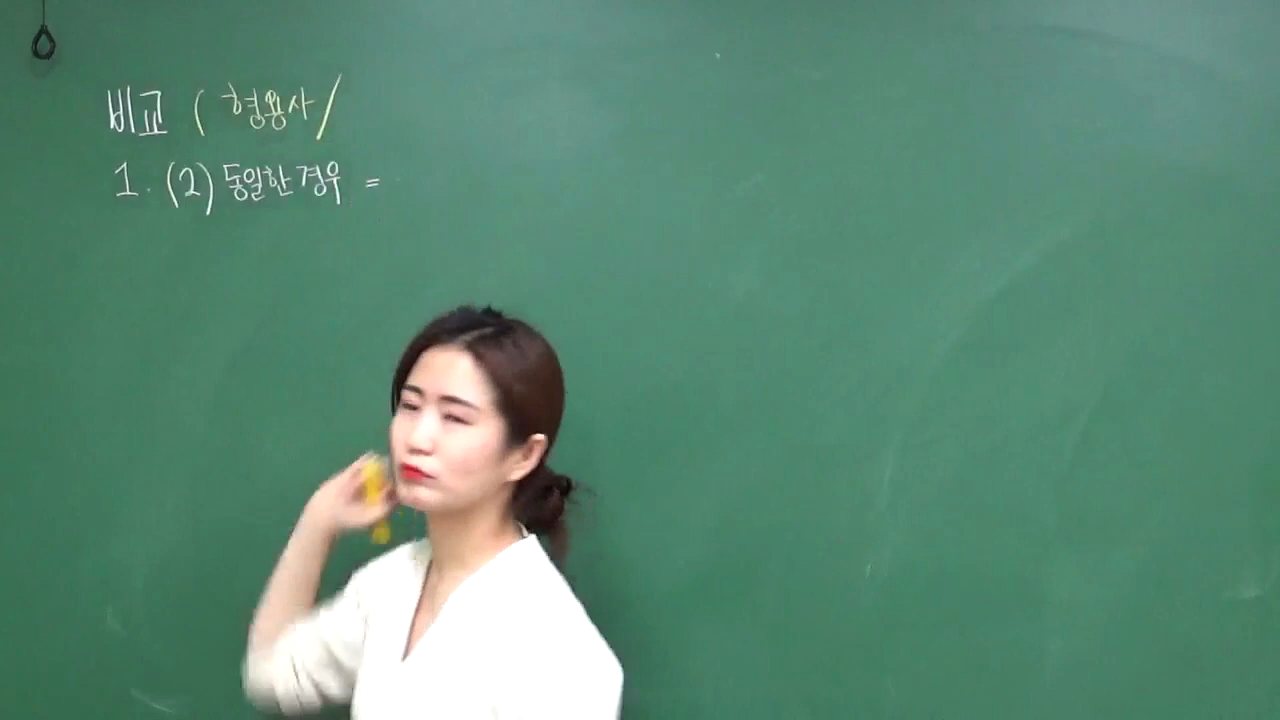 비교 ( 형용사 /
1. (2) 동일한 경우 =